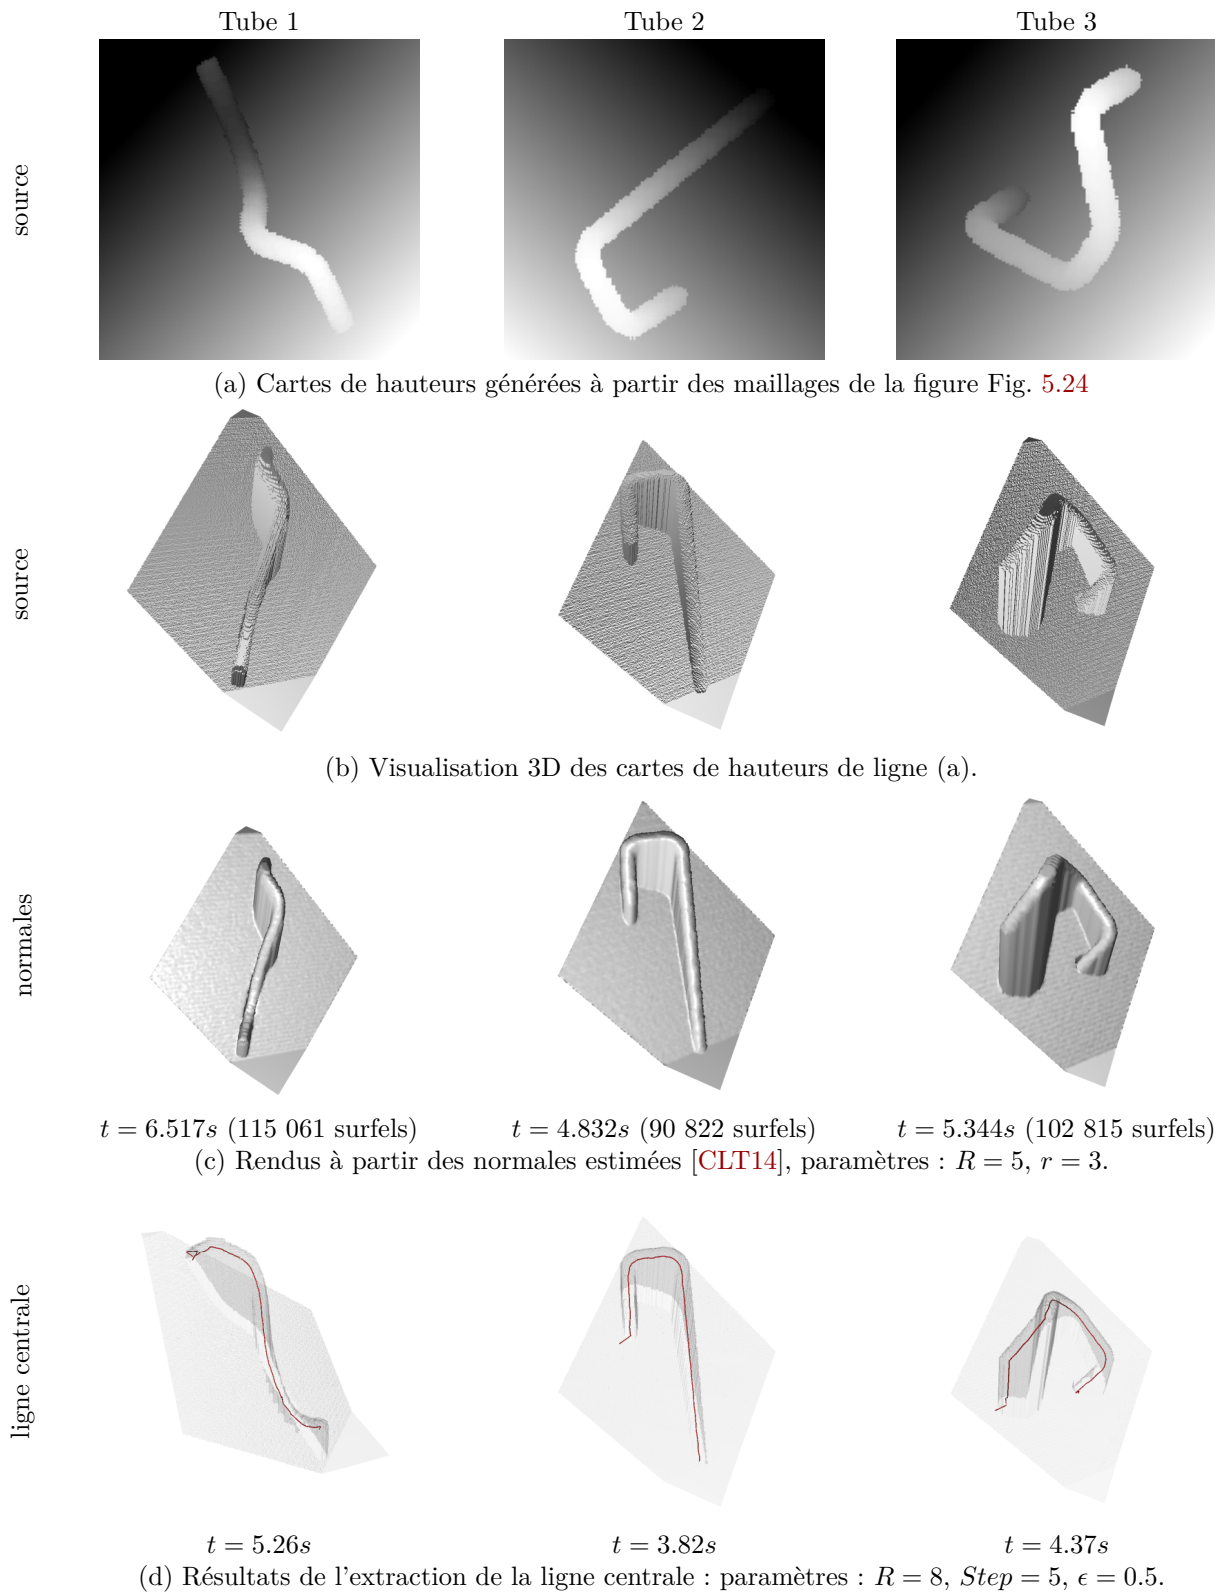 Tube 1
Tube 2
Tube 3
source
(a) Cartes de hauteurs générées à partir des maillages de la figure Fig. 5.24
source
(b) Visualisation 3D des cartes de hauteurs de ligne (a).
normales
t = 6.517s (115 061 surfels)
t = 4.832s (90 822 surfels)
t = 5.344s (102 815 surfels)
(c) Rendus à partir des normales estimées [CLT14], paramètres : R = 5, r = 3.
ligne centrale
t = 5.26s
t = 3.82s
t = 4.37s
(d) Résultats de l'extraction de la ligne centrale : paramètres : R = 8, Step = 5, ϵ = 0.5.